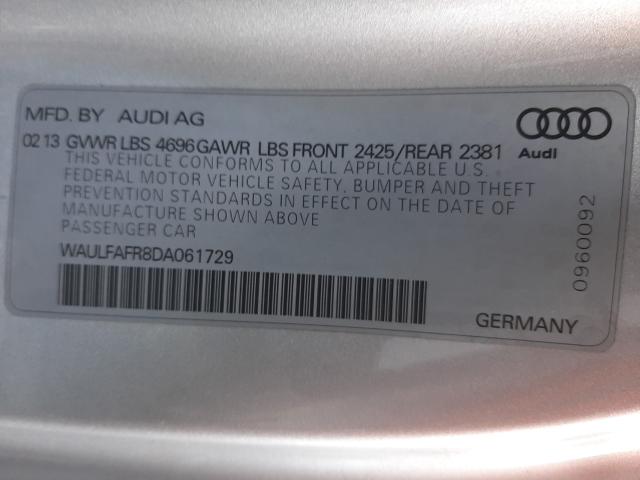 MFD. BY AUDI AG
02 13 GVWR LBS 4696 GAWR LBS FRONT 2425/REAR 2381
Audi
THIS VEHICLE CONFORMS TO ALL APPLICABLE U.S.
FEDERAL MOTOR VEHICLE SAFETY, BUMPER AND THEFT
PREVENTION STANDARDS IN EFFECT ON THE DATE OF
MANUFACTURE SHOWN ABOVE
PASSENGER CAR
WAULFAFR8DA061729
0960092
GERMANY